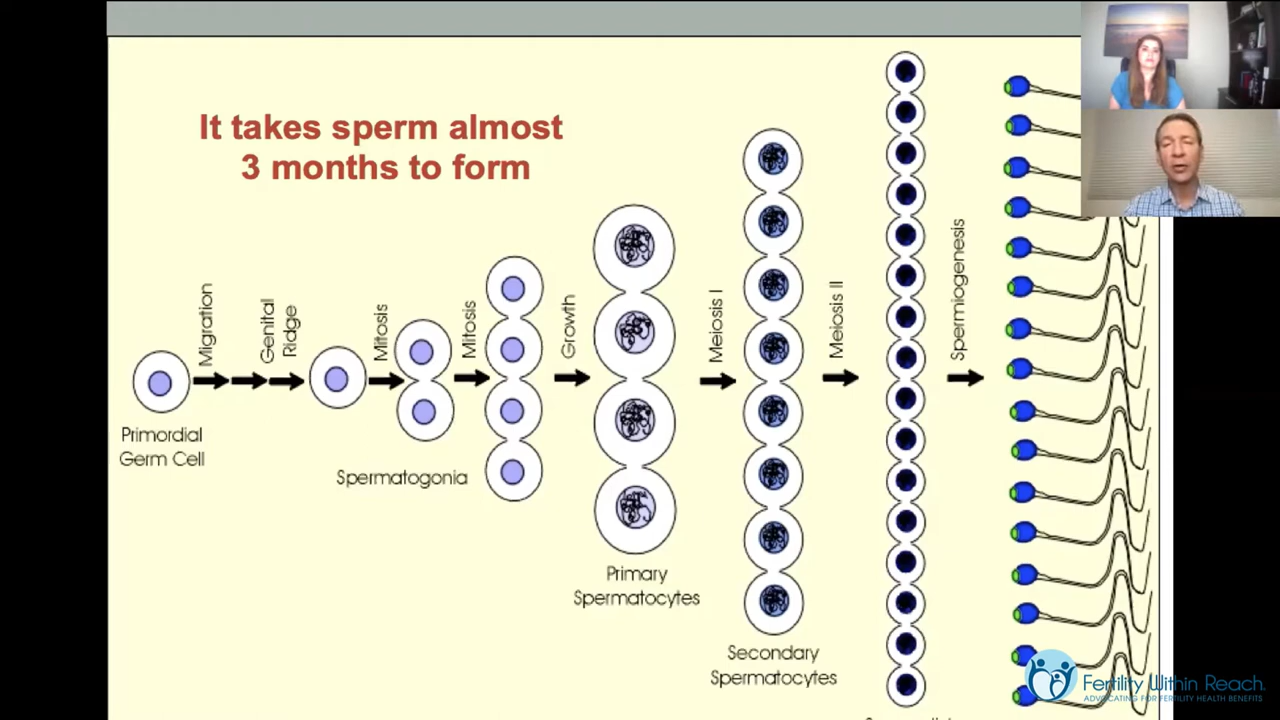 It takes sperm almost
3 months to form
Migration
Genital
Ridge
Mitosis
Mitosis
Growth
Meiosis I
Meiosis II
Spermiogenesis
Primordial
Germ Cell
Spermatogonia
Primary
Spermatocytes
Secondary
Spermatocytes
Fertility Within Reach.
ADVOCATING FOR FERTILITY HEALTH BENEFITS